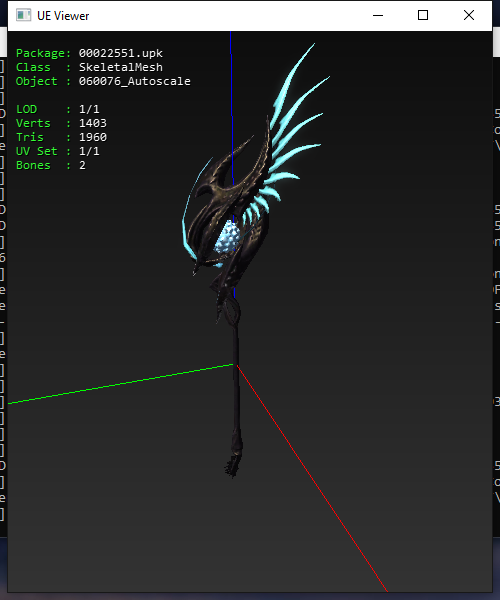 UE Viewer
Package: 00022551.upk
Class  : SkeletalMesh
Object : 060076_Autoscale
LOD    : 1/1
Verts  : 1403
Tris   : 1960
UV Set : 1/1
Bones  : 2